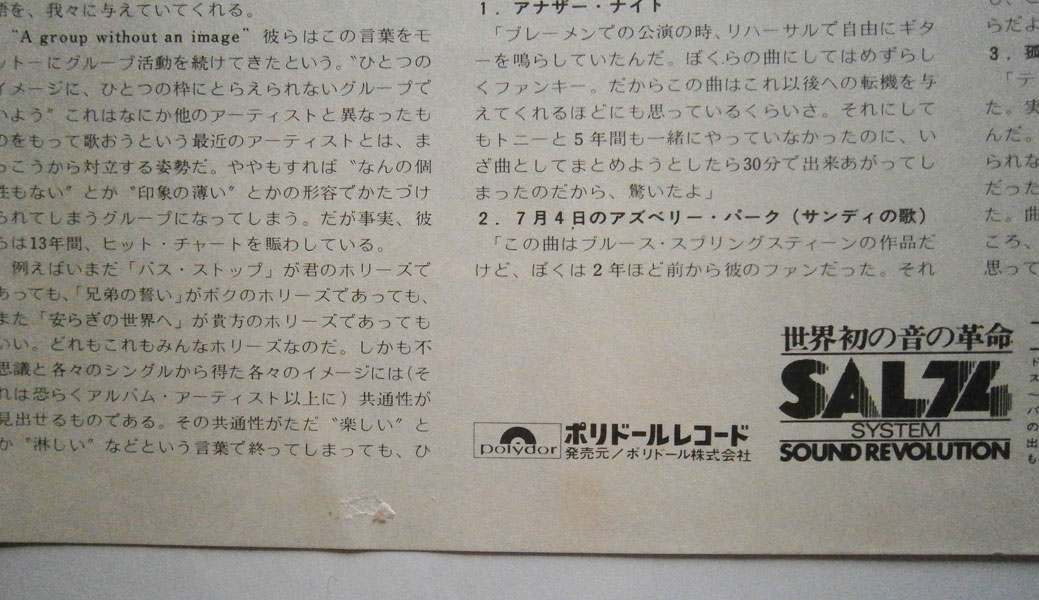 語を、我々に与えていてくれる。
“A group without an image” 彼らはこの言葉をモ
ットーにグループ活動を続けてきたという。“ひとつの
イメージに、ひとつの枠にとらえられないグループで
いよう” これはなにか他のアーティストと異なったも
のをもって歌おうという最近のアーティストとは、ま
っこうから対立する姿勢だ。ややもすれば “なんの個
性もない” とか “印象の薄い” とかの形容でかたづけ
られてしまうグループになってしまう。だが事実、彼
らは13年間、ヒット・チャートを賑わしている。
例えばいまだ「バス・ストップ」が君のホリーズで
あっても、「兄弟の誓い」がボクのホリーズであっても、
また「安らぎの世界へ」が貴方のホリーズであっても
いい。どれもこれもみんなホリーズなのだ。しかも不
思議と各々のシングルから得た各々のイメージには(そ
れは恐らくアルバム・アーティスト以上に) 共通性が
見出せるものである。その共通性がただ “楽しい” と
か “淋しい” などという言葉で終ってしまっても、ひ
1. アナザー・ナイト
「ブレーメンでの公演の時、リハーサルで自由にギタ
ーを鳴らしていたんだ。ぼくらの曲にしてはめずらし
くファンキー。だからこの曲はこれ以後への転機を与
えてくれるほどにも思っているくらいさ。それにして
もトニーと5年間も一緒にやっていなかったのに、い
ざ曲としてまとめようとしたら30分で出来あがってし
まったのだから、驚いたよ」
2. 7月4日のアズベリー・パーク (サンディの歌)
「この曲はブルース・スプリングスティーンの作品だ
けど、ぼくは2年ほど前から彼のファンだった。それ
polydor
ポリドールレコード
発売元/ポリドール株式会社
世界初の音の革命
SAL74
SYSTEM
SOUND REVOLUTION
らだよ
3. 孤
「テ
た。実
んだ。
られな
だった
た。曲
ころ、
思って